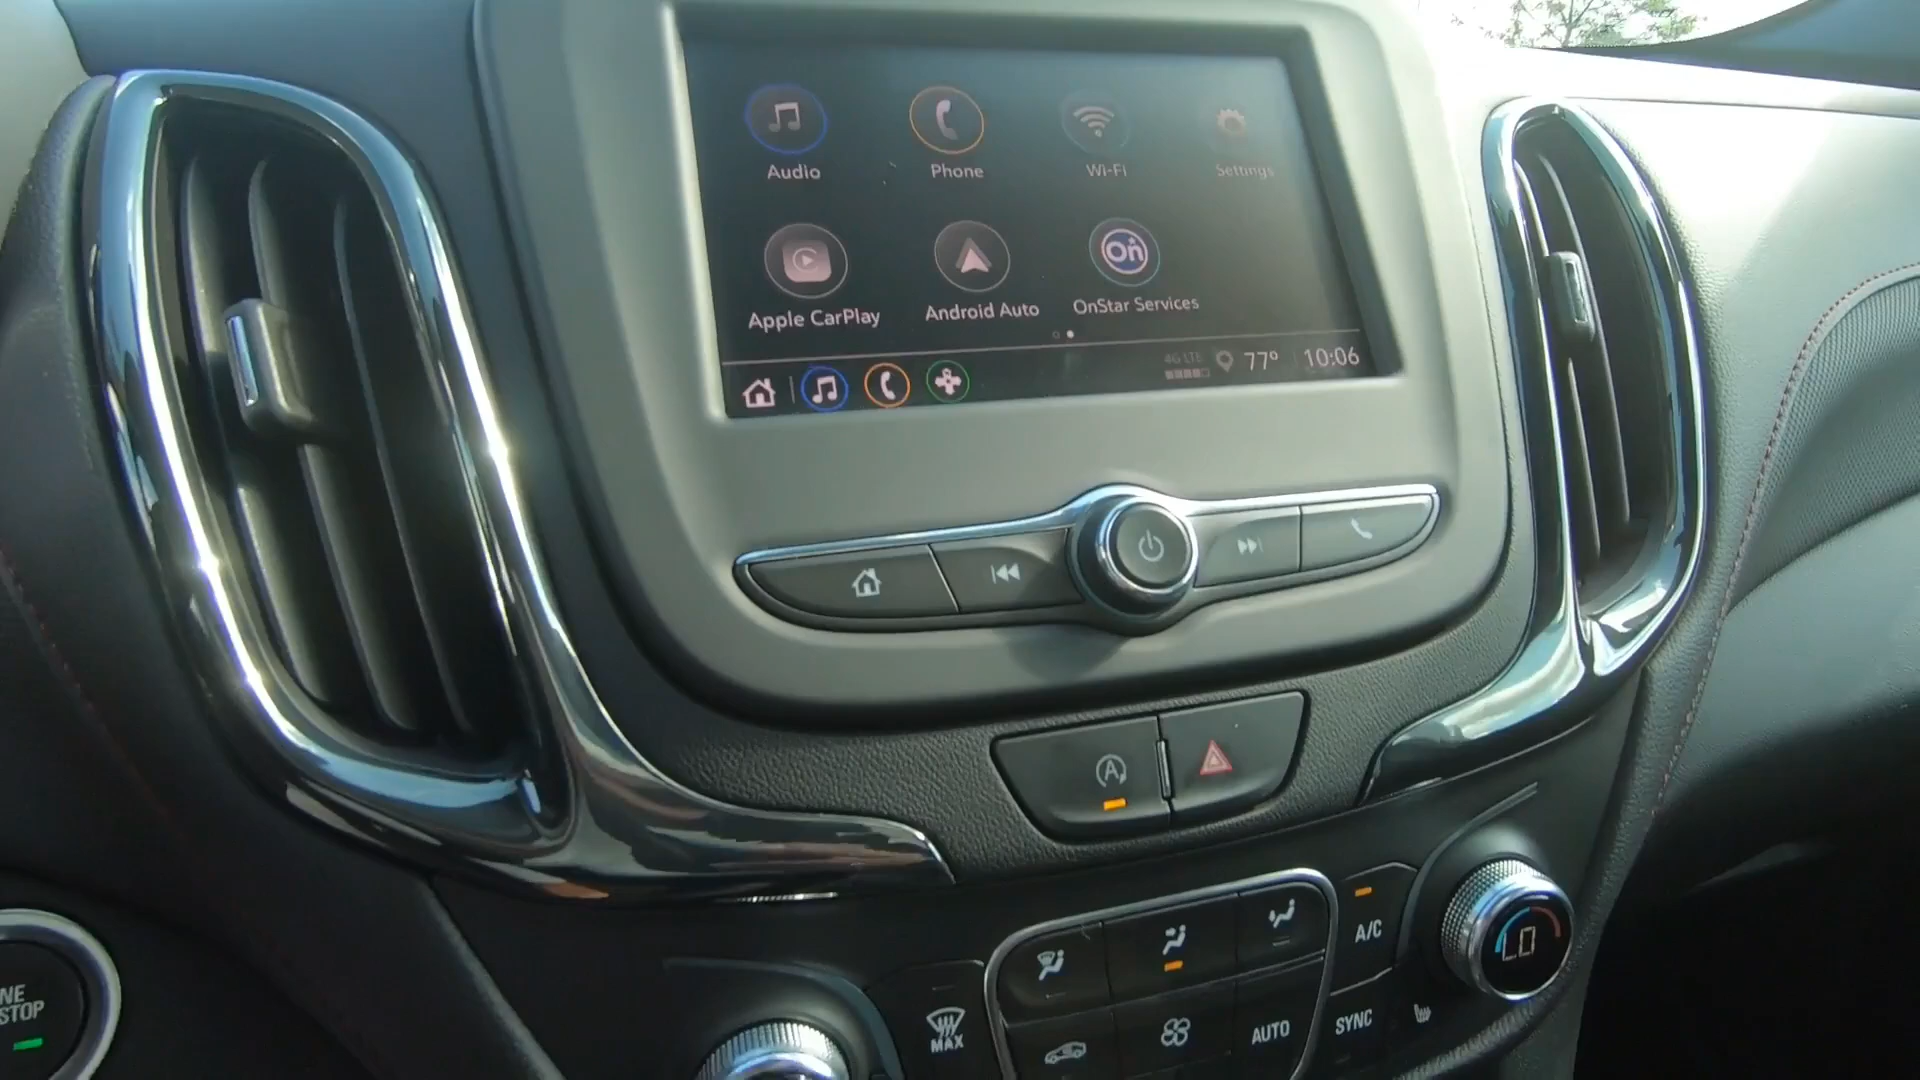 Audio
Phone
Wi-Fi
Settings
Apple CarPlay
Android Auto
On
OnStar Services
4G LTE
77°
10:06
A
A/C
LO
NE
STOP
MAX
AUTO
SYNC